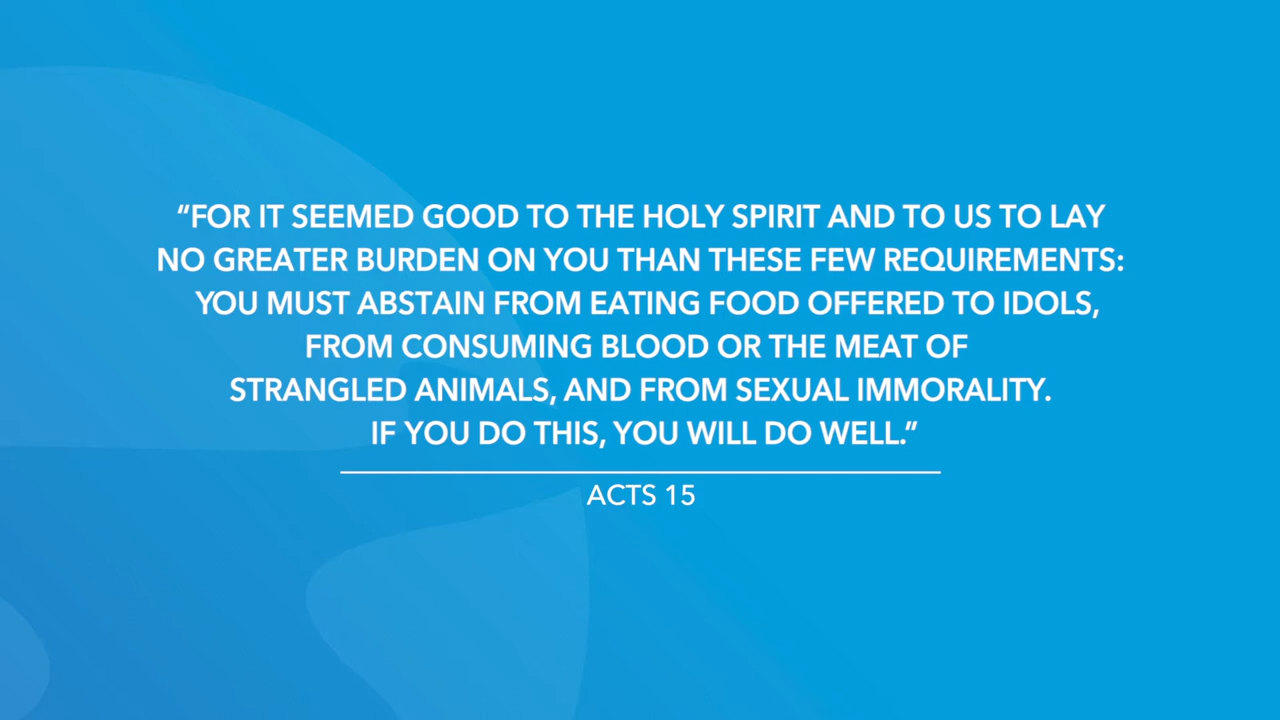 “FOR IT SEEMED GOOD TO THE HOLY SPIRIT AND TO US TO LAY
NO GREATER BURDEN ON YOU THAN THESE FEW REQUIREMENTS:
YOU MUST ABSTAIN FROM EATING FOOD OFFERED TO IDOLS,
FROM CONSUMING BLOOD OR THE MEAT OF
STRANGLED ANIMALS, AND FROM SEXUAL IMMORALITY.
IF YOU DO THIS, YOU WILL DO WELL.”
ACTS 15